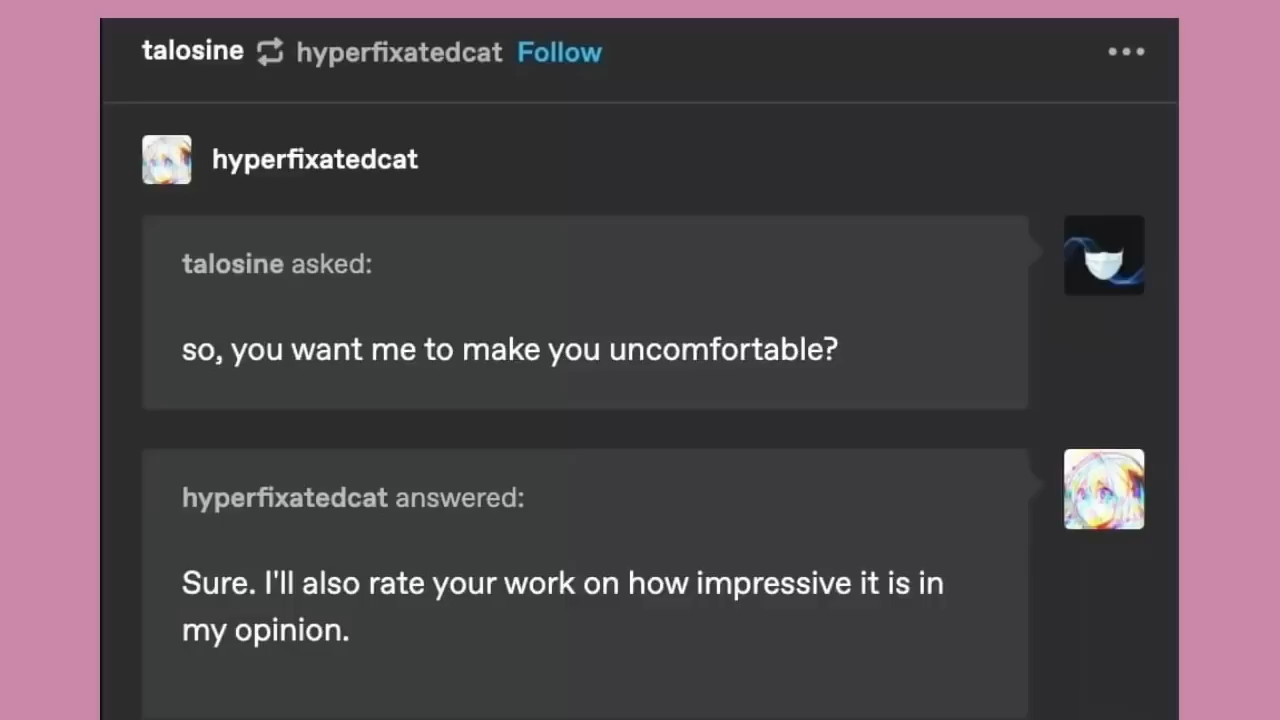 talosine hyperfixatedcat Follow
hyperfixatedcat
talosine asked:
so, you want me to make you uncomfortable?
hyperfixatedcat answered:
Sure. I'll also rate your work on how impressive it is in
my opinion.